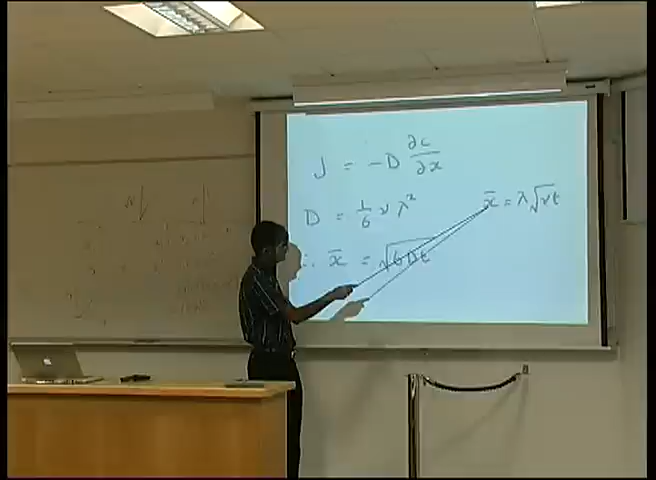 J = -D ∂c/∂x
D = 1/6 ν λ²
x̄ = λ√νt
∴ x̄ = √6Dt